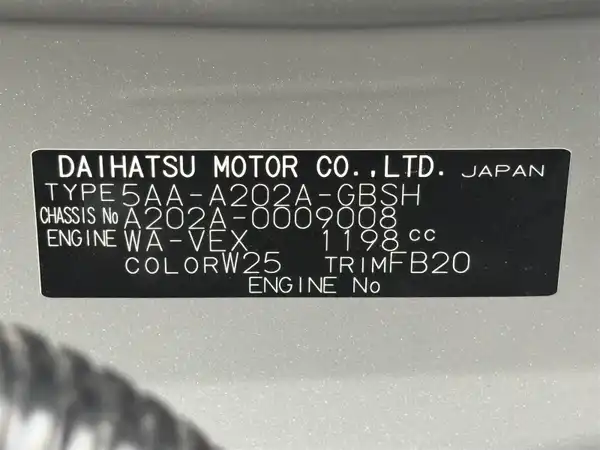 DAIHATSU MOTOR CO.,LTD. JAPAN
TYPE 5AA-A202A-GBSH
CHASSIS No A202A-0009008
ENGINE WA-VEX 1198 cc
COLOR W25 TRIM FB20
ENGINE No